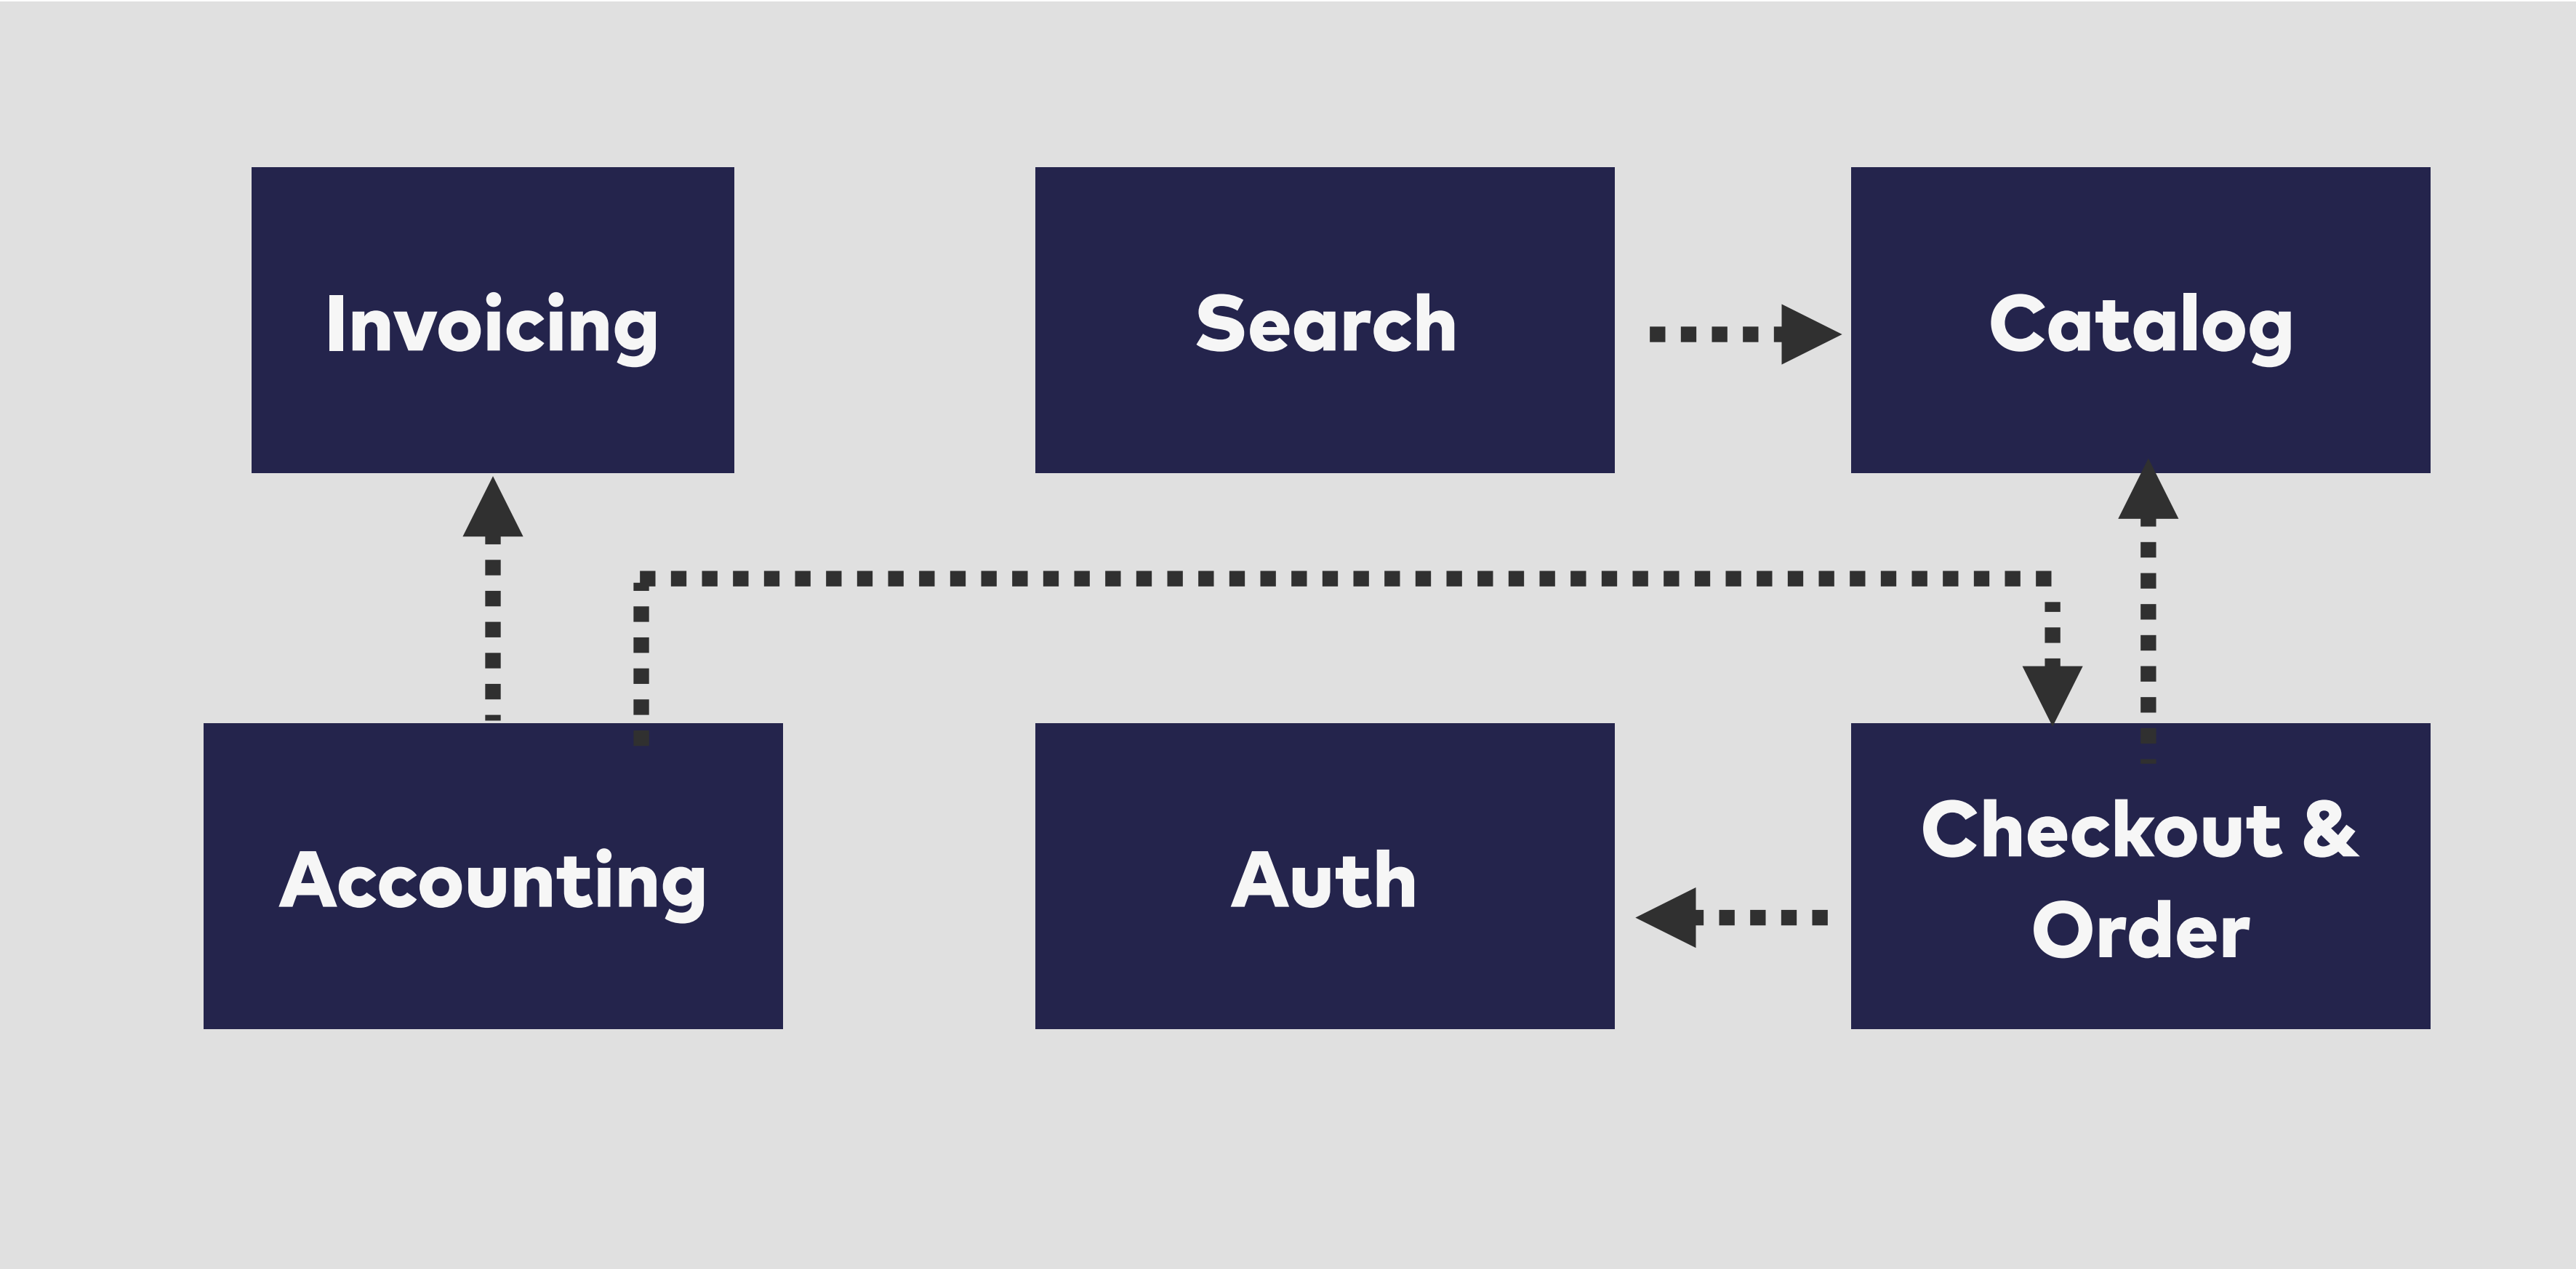 Invoicing
Search
Catalog
Accounting
Auth
Checkout &
Order